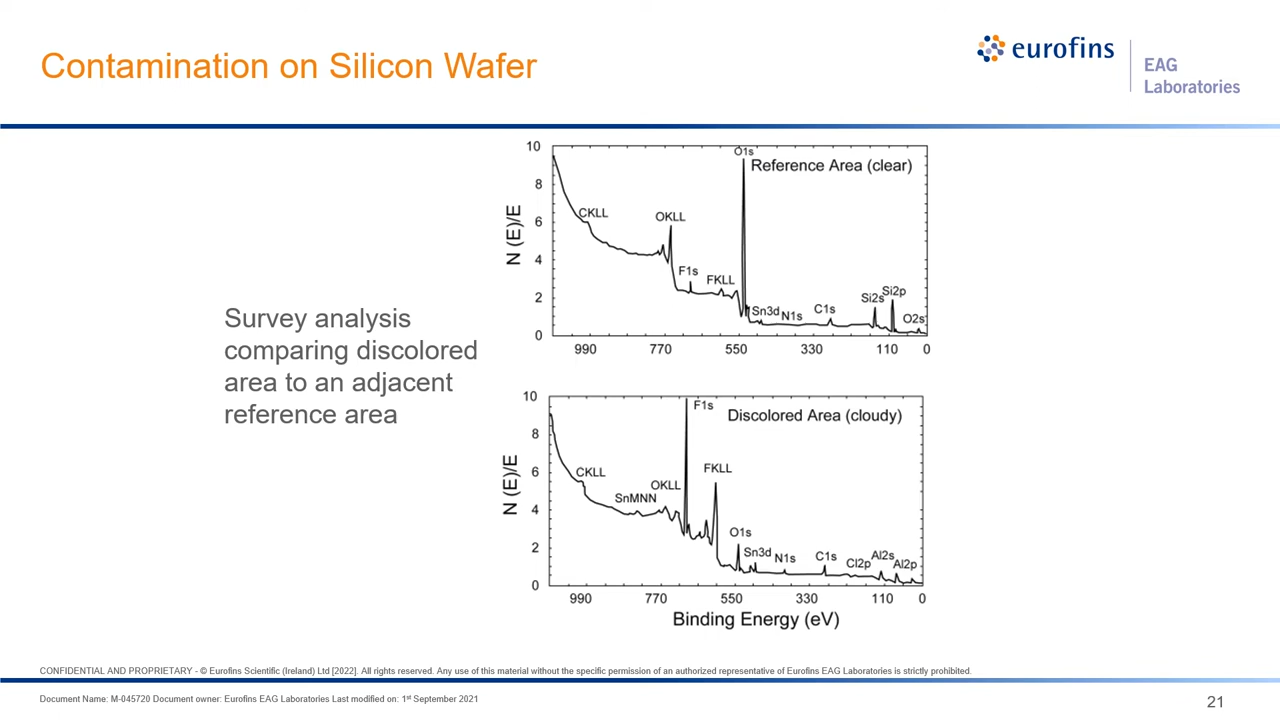 Contamination on Silicon Wafer
eurofins
EAG
Laboratories
Survey analysis
comparing discolored
area to an adjacent
reference area
Reference Area (clear)
N (E)/E
10
8
6
4
2
0
CKLL
OKLL
F1s
FKLL
O1s
Sn3d
N1s
C1s
Si2s
Si2p
O2s
990 770 550 330 110 0
Discolored Area (cloudy)
N (E)/E
10
8
6
4
2
0
CKLL
SnMNN
OKLL
F1s
FKLL
O1s
Sn3d
N1s
C1s
Cl2p
Al2s
Al2p
990 770 550 330 110 0
Binding Energy (eV)
CONFIDENTIAL AND PROPRIETARY - © Eurofins Scientific (Ireland) Ltd [2022]. All rights reserved. Any use of this material without the specific permission of an authorized representative of Eurofins EAG Laboratories is strictly prohibited.
Document Name: M-045720 Document owner: Eurofins EAG Laboratories Last modified on: 1st September 2021
21